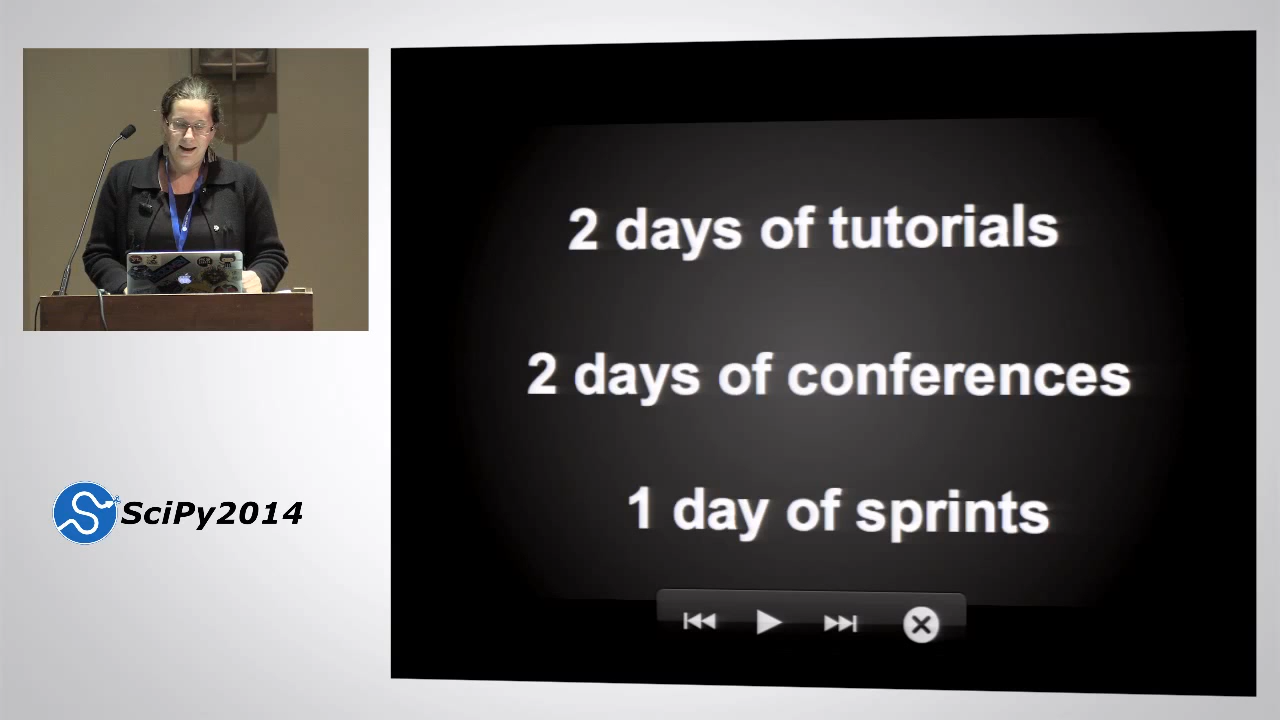 2 days of tutorials
2 days of conferences
1 day of sprints
SciPy2014